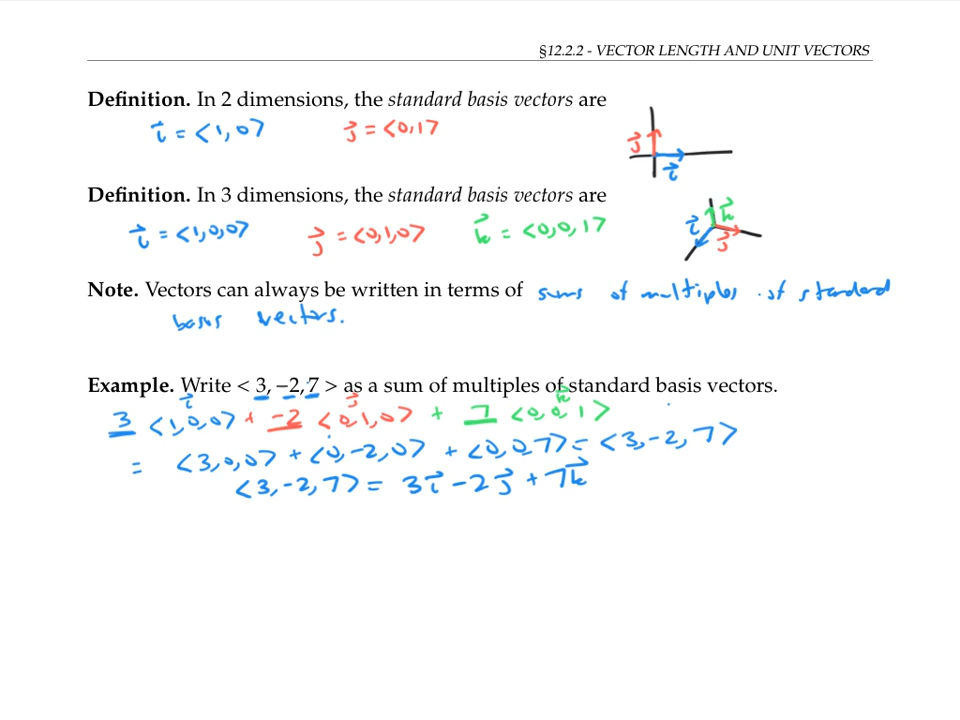 §12.2.2 - VECTOR LENGTH AND UNIT VECTORS
Definition. In 2 dimensions, the standard basis vectors are
i⃗ = <1,0> j⃗ = <0,1>
j⃗
i⃗
Definition. In 3 dimensions, the standard basis vectors are
i⃗ = <1,0,0> j⃗ = <0,1,0> k⃗ = <0,0,1>
i⃗ k⃗ j⃗
Note. Vectors can always be written in terms of sums of multiples of standard
basis vectors.
Example. Write < 3, −2, 7 > as a sum of multiples of standard basis vectors.
i⃗ j⃗ k⃗
3 <1,0,0> + -2 <0,1,0> + 7 <0,0,1>
= <3,0,0> + <0,-2,0> + <0,0,7> = <3,-2,7>
<3,-2,7> = 3i⃗ - 2j⃗ + 7k⃗